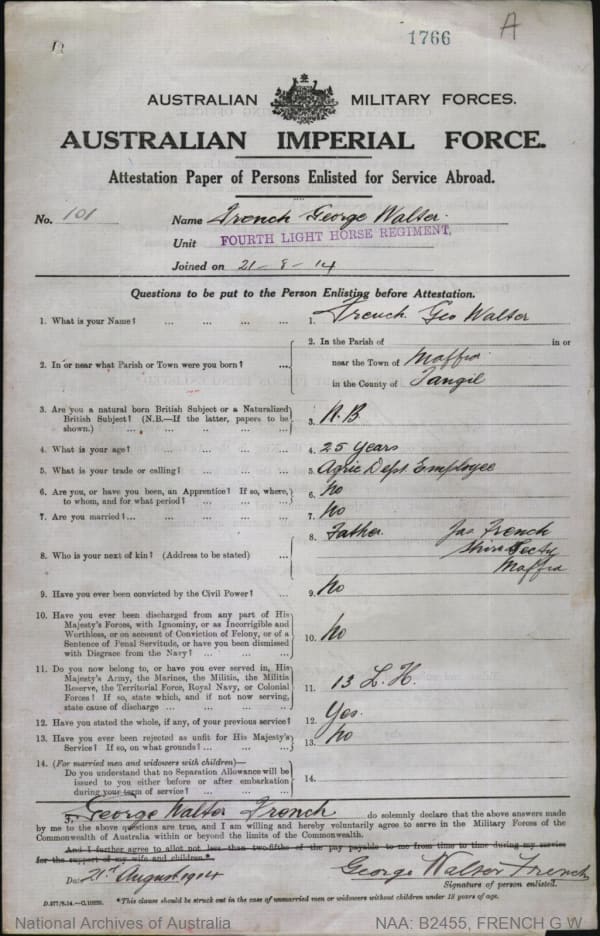 1766 A
AUSTRALIAN MILITARY FORCES.
AUSTRALIAN IMPERIAL FORCE.
Attestation Paper of Persons Enlisted for Service Abroad.
No. 101 Name French George Walter.
Unit FOURTH LIGHT HORSE REGIMENT,
Joined on 21-8-14
Questions to be put to the Person Enlisting before Attestation.
1. What is your Name? ... ... ... ... 1. French Geo Walter
2. In or near what Parish or Town were you born? ... 2. In the Parish of in or
near the Town of Maffra
in the County of Tangil
3. Are you a natural born British Subject or a Naturalized
British Subject? (N.B.—If the latter, papers to be
shown.) ... ... ... ... 3. N.B.
4. What is your age? ... ... ... ... 4. 25 years
5. What is your trade or calling? ... ... ... 5. Agric Dept Employee
6. Are you, or have you been, an Apprentice? If so, where,
to whom, and for what period? ... ... ... 6. No
7. Are you married? ... ... ... ... 7. No
8. Who is your next of kin? (Address to be stated) ... 8. Father. Jas French
Shire Secty
Maffra
9. Have you ever been convicted by the Civil Power? ... 9. No
10. Have you ever been discharged from any part of His
Majesty's Forces, with Ignominy, or as Incorrigible and
Worthless, or on account of Conviction of Felony, or of a
Sentence of Penal Servitude, or have you been dismissed
with Disgrace from the Navy? ... ... ... 10. No
11. Do you now belong to, or have you ever served in, His
Majesty's Army, the Marines, the Militia, the Militia
Reserve, the Territorial Force, Royal Navy, or Colonial
Forces? If so, state which, and if not now serving,
state cause of discharge ... ... ... ... 11. 13 L.H.
12. Have you stated the whole, if any, of your previous service? 12. Yes.
13. Have you ever been rejected as unfit for His Majesty's
Service? If so, on what grounds? ... ... ... 13. No
14. (For married men and widowers with children)—
Do you understand that no Separation Allowance will be
issued to you either before or after embarkation
during your term of service? ... ... ... 14.
I, George Walter French do solemnly declare that the above answers made
by me to the above questions are true, and I am willing and hereby voluntarily agree to serve in the Military Forces of the
Commonwealth of Australia within or beyond the limits of the Commonwealth.
And I further agree to allot not less than two-fifths of the pay payable to me from time to time during my service
for the support of my wife and children.*
Date 21st August 1914 George Walter French
Signature of person enlisted.
*This clause should be struck out in the case of unmarried men or widowers without children under 18 years of age.
National Archives of Australia NAA: B2455, FRENCH G W